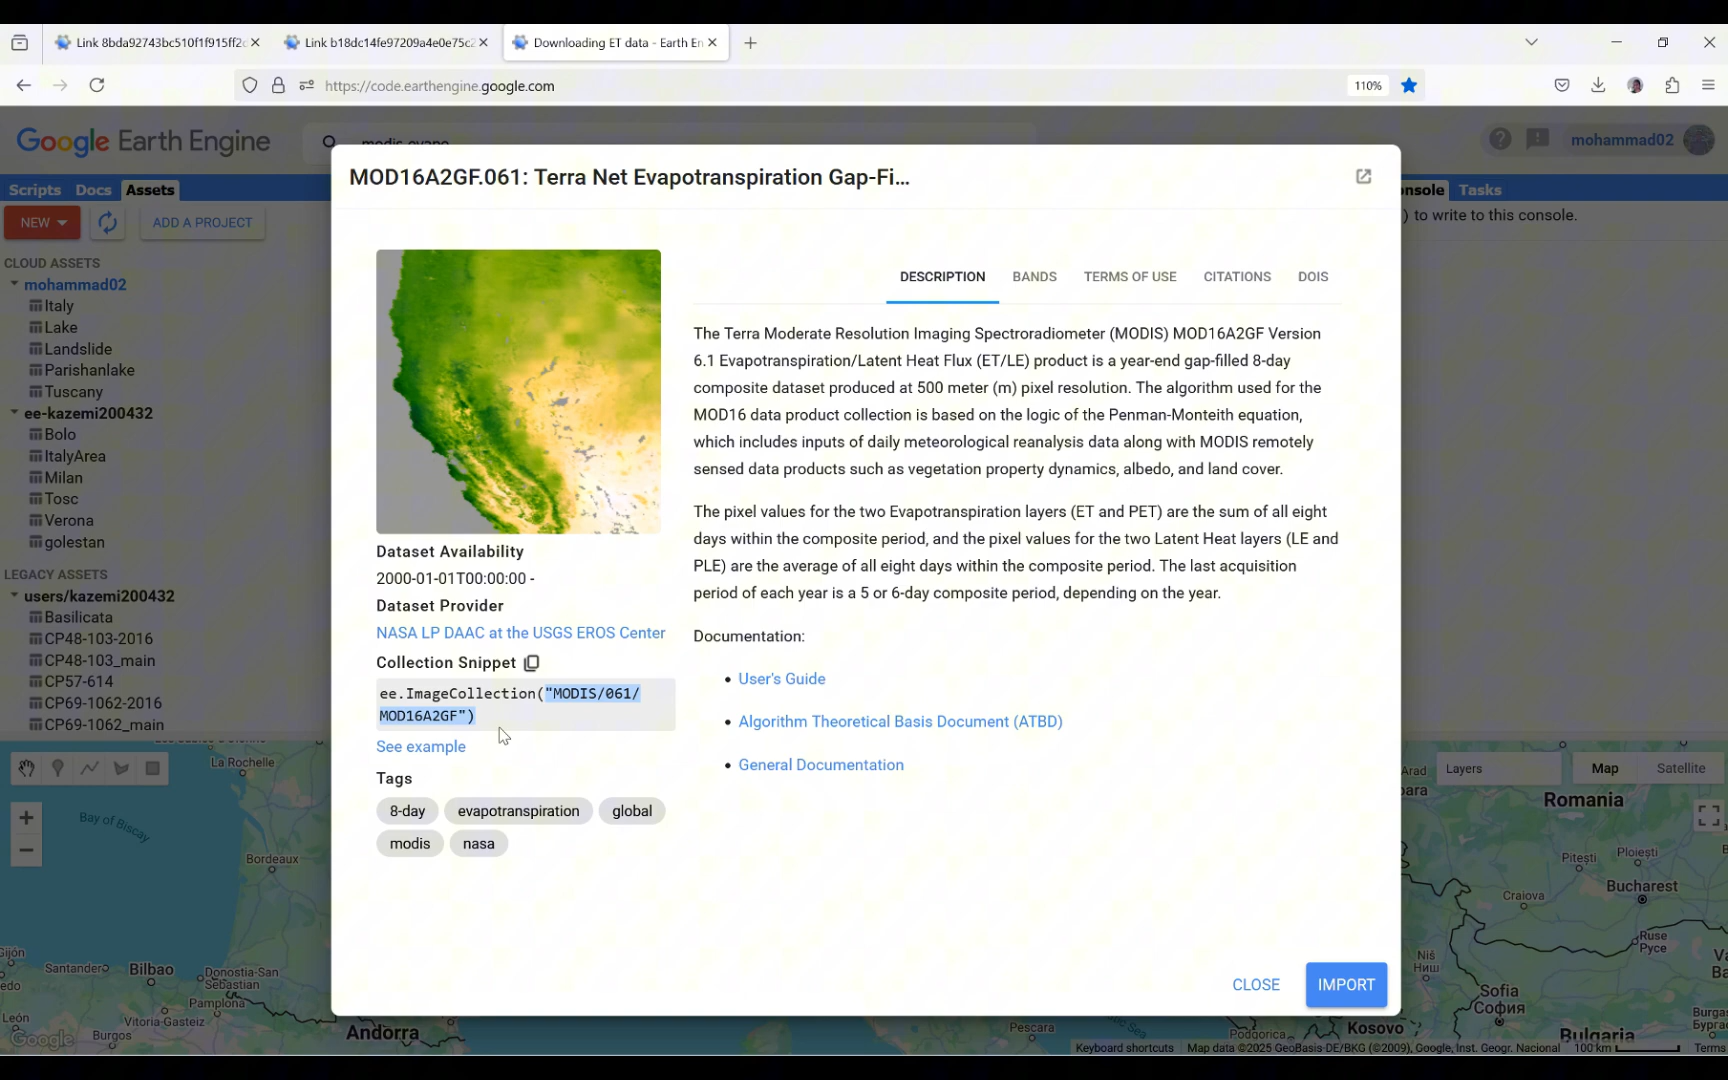 Link 8bda92743bc510f1f915ff2c
Link b18dc14fe97209a4e0e75c2
Downloading ET data - Earth En
https://code.earthengine.google.com
110%
Google Earth Engine
modis evapo
mohammad02
Scripts Docs Assets
onsole Tasks
NEW
ADD A PROJECT
) to write to this console.
CLOUD ASSETS
mohammad02
Italy
Lake
Landslide
Parishanlake
Tuscany
ee-kazemi200432
Bolo
ItalyArea
Milan
Tosc
Verona
golestan
LEGACY ASSETS
users/kazemi200432
Basilicata
CP48-103-2016
CP48-103_main
CP57-614
CP69-1062-2016
CP69-1062_main
MOD16A2GF.061: Terra Net Evapotranspiration Gap-Fi...
Dataset Availability
2000-01-01T00:00:00 -
Dataset Provider
NASA LP DAAC at the USGS EROS Center
Collection Snippet
ee.ImageCollection("MODIS/061/
MOD16A2GF")
See example
Tags
8-day evapotranspiration global
modis nasa
DESCRIPTION BANDS TERMS OF USE CITATIONS DOIS
The Terra Moderate Resolution Imaging Spectroradiometer (MODIS) MOD16A2GF Version
6.1 Evapotranspiration/Latent Heat Flux (ET/LE) product is a year-end gap-filled 8-day
composite dataset produced at 500 meter (m) pixel resolution. The algorithm used for the
MOD16 data product collection is based on the logic of the Penman-Monteith equation,
which includes inputs of daily meteorological reanalysis data along with MODIS remotely
sensed data products such as vegetation property dynamics, albedo, and land cover.
The pixel values for the two Evapotranspiration layers (ET and PET) are the sum of all eight
days within the composite period, and the pixel values for the two Latent Heat layers (LE and
PLE) are the average of all eight days within the composite period. The last acquisition
period of each year is a 5 or 6-day composite period, depending on the year.
Documentation:
User's Guide
Algorithm Theoretical Basis Document (ATBD)
General Documentation
CLOSE
IMPORT
La Rochelle
Bay of Biscay
Bordeaux
Gijón
Santander
Bilbao
Donostia-San
Sebastian
Pamplona
Vitoria-Gasteiz
León
Burgos
Andorra
Google
Arad
Layers
Map
Satellite
Romania
Pitești
Ploiești
Bucharest
Craiova
Ruse
Русе
Niš
Ниш
Sofia
София
Pescara
Podgorica
Kosovo
Bulgaria
Keyboard shortcuts
Map data ©2025 GeoBasis-DE/BKG (©2009), Google, Inst. Geogr. Nacional
100 km
Terms